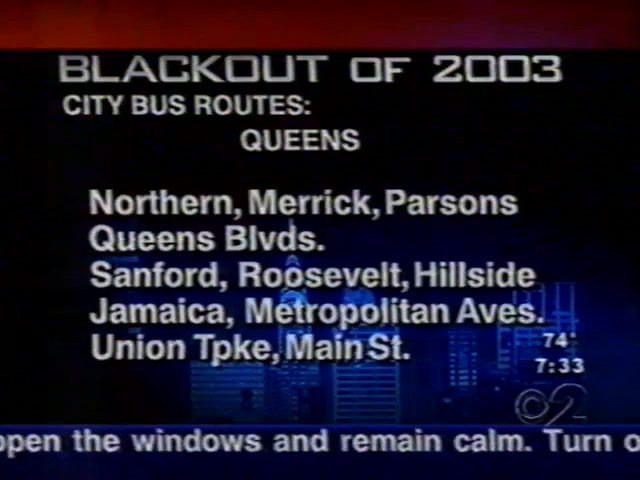 BLACKOUT OF 2003
CITY BUS ROUTES:
QUEENS
Northern, Merrick, Parsons
Queens Blvds.
Sanford, Roosevelt, Hillside
Jamaica, Metropolitan Aves.
Union Tpke, Main St.
74°
7:33
2
open the windows and remain calm. Turn o